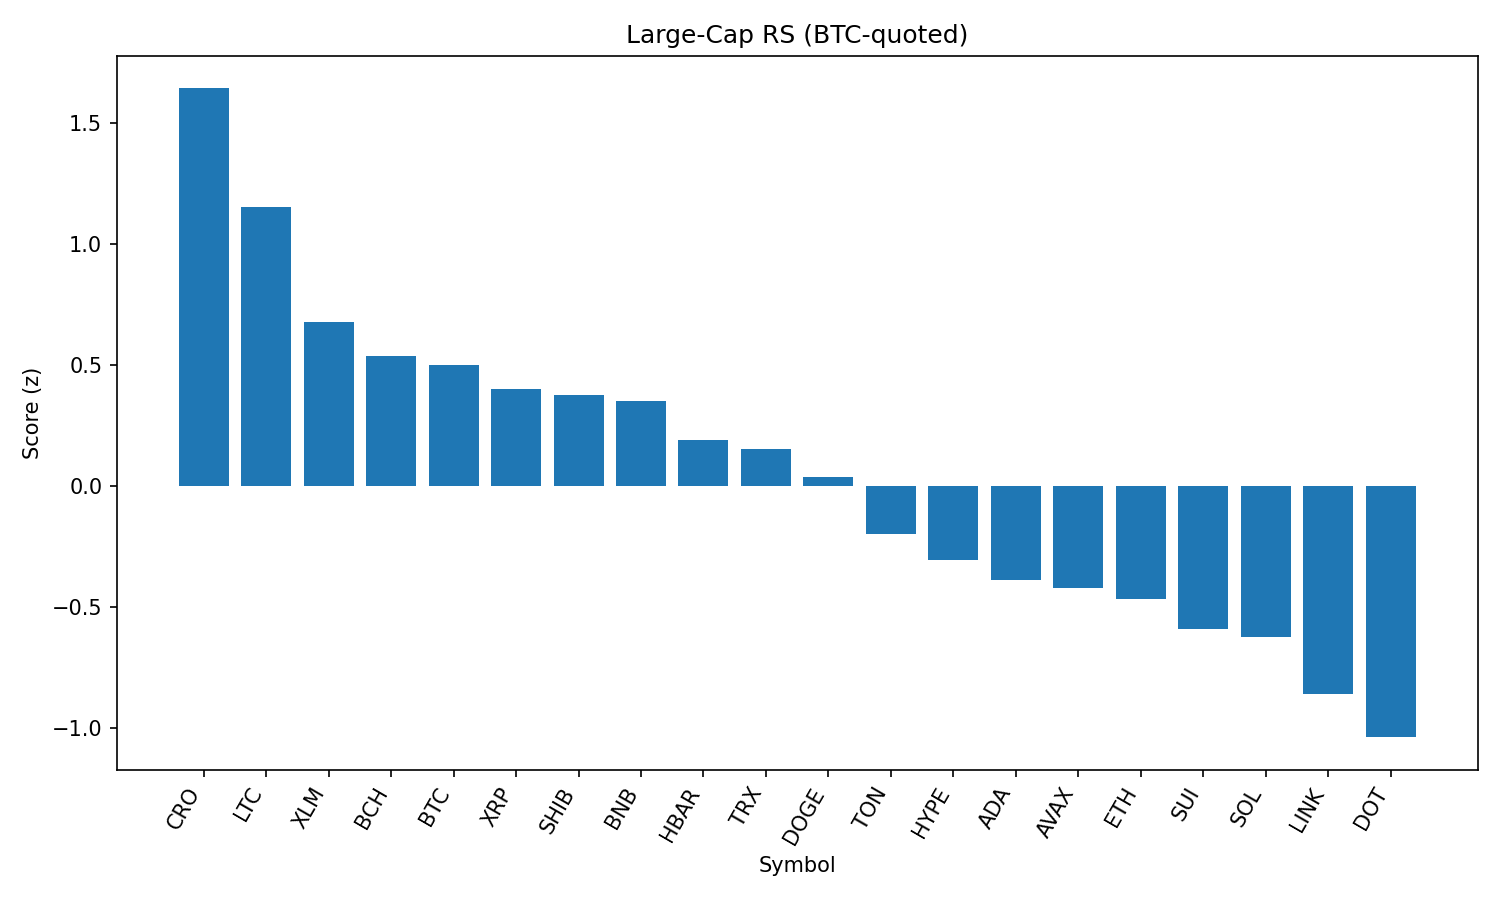 Large-Cap RS (BTC-quoted)
Score (z)
1.5
1.0
0.5
0.0
−0.5
−1.0
CRO
LTC
XLM
BCH
BTC
XRP
SHIB
BNB
HBAR
TRX
DOGE
TON
HYPE
ADA
AVAX
ETH
SUI
SOL
LINK
DOT
Symbol